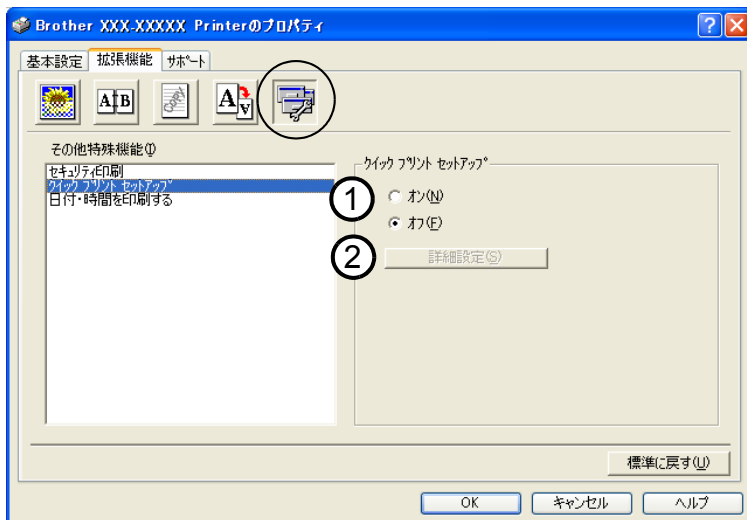 Brother XXX-XXXXX Printerのプロパティ
基本設定 拡張機能 サポート
A B
Copy
A A
その他特殊機能(I)
セキュリティ印刷
クイック プリント セットアップ
日付・時間を印刷する
クイック プリント セットアップ
1 オン(N)
オフ(F)
2 詳細設定(S)
標準に戻す(U)
OK キャンセル ヘルプ